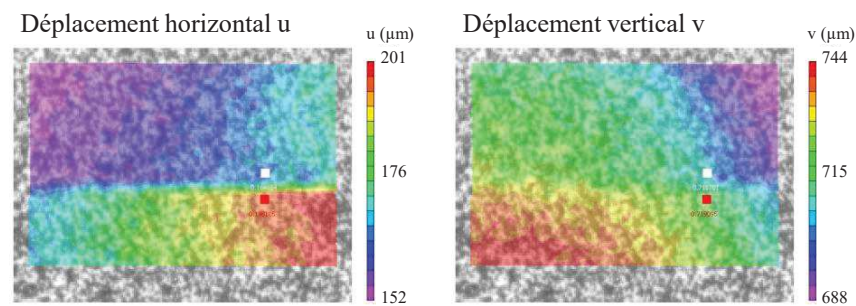 Déplacement horizontal u
u (µm)
201
176
152
Déplacement vertical v
v (µm)
744
715
688